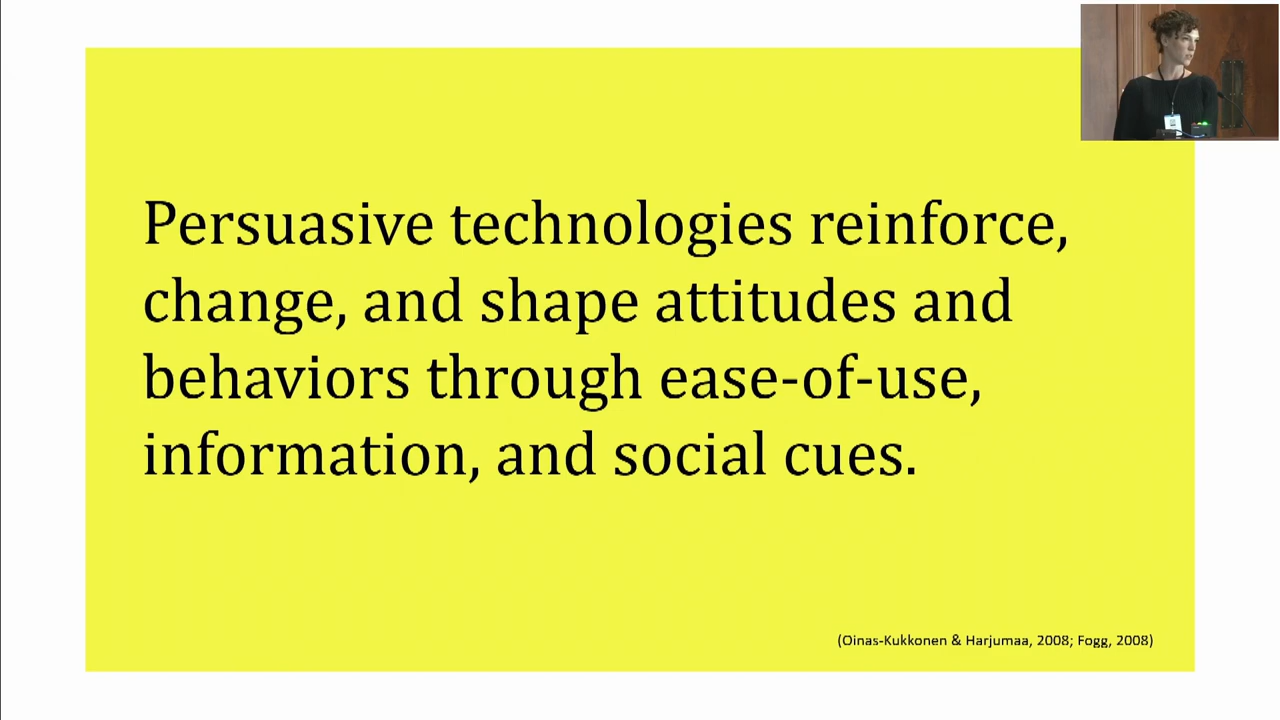 Persuasive technologies reinforce,
change, and shape attitudes and
behaviors through ease-of-use,
information, and social cues.
(Oinas-Kukkonen & Harjumaa, 2008; Fogg, 2008)